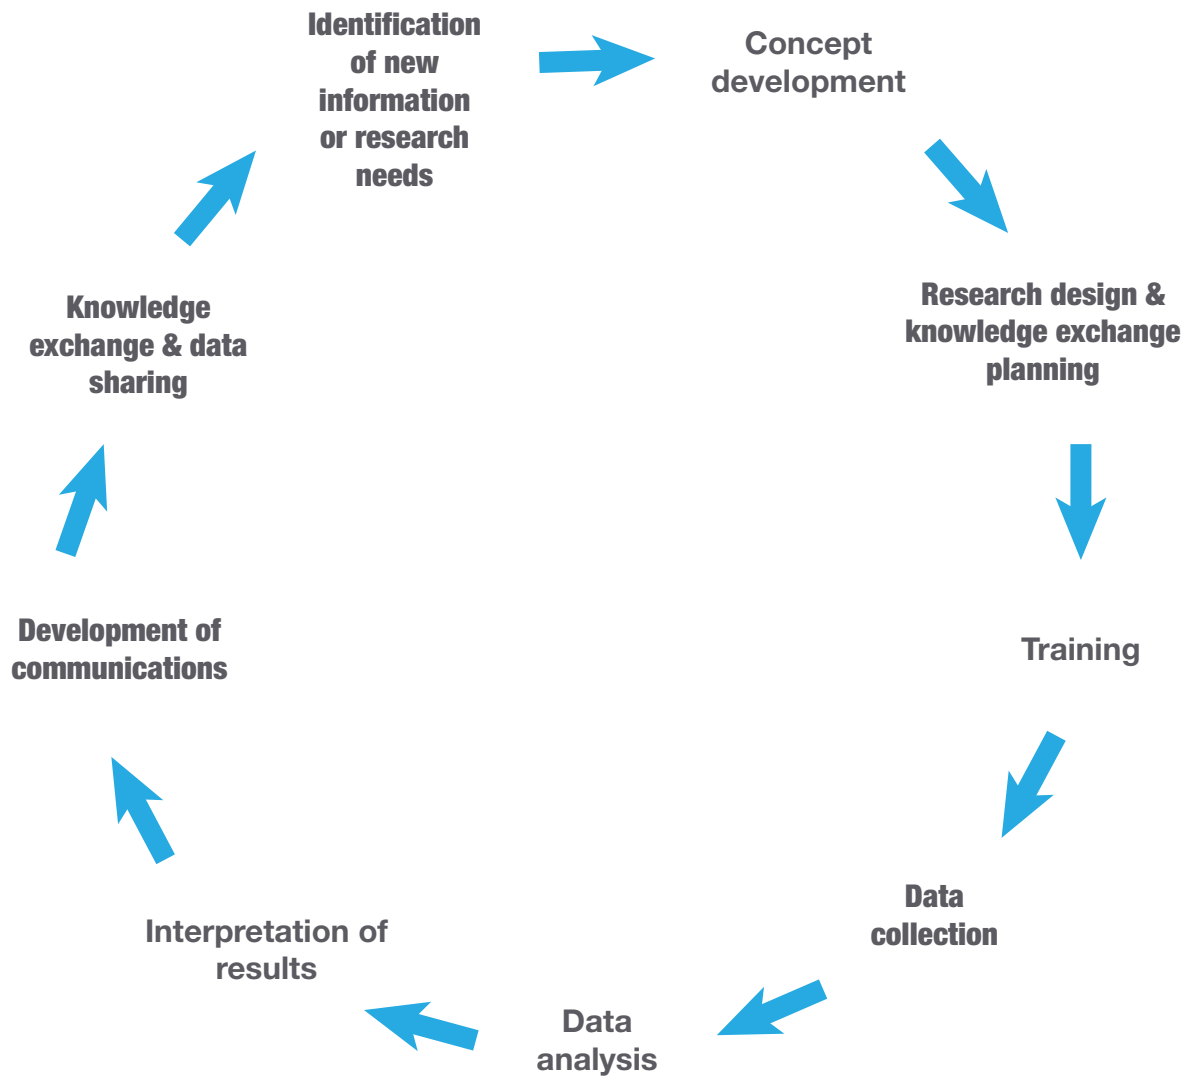 Identification
of new
information
or research
needs
Concept
development
Research design &
knowledge exchange
planning
Training
Data
collection
Data
analysis
Interpretation of
results
Development of
communications
Knowledge
exchange & data
sharing